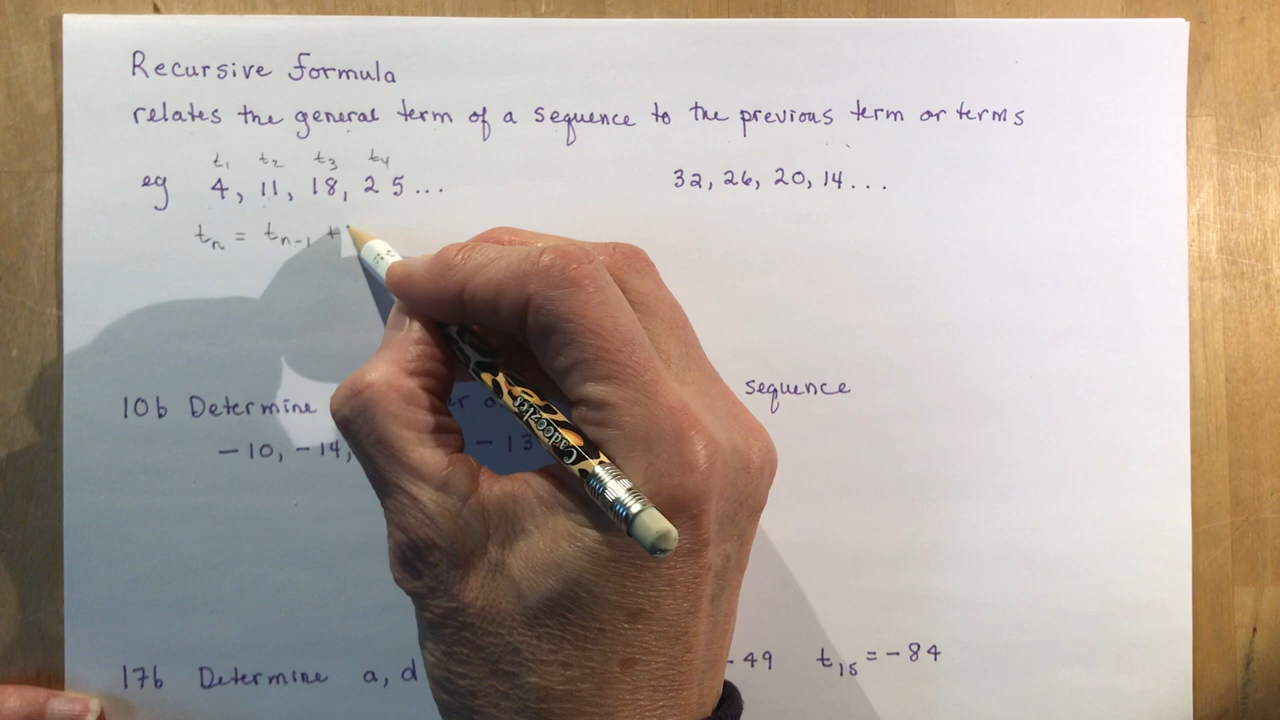 Recursive formula
relates the general term of a sequence to the previous term or terms
t₁ t₂ t₃ t₄
eg 4, 11, 18, 25... 32, 26, 20, 14...
tₙ = tₙ₋₁ +
10b Determine sequence
-10, -14, -13
17b Determine a, d -49 t₁₅ = -84
Cadoozles